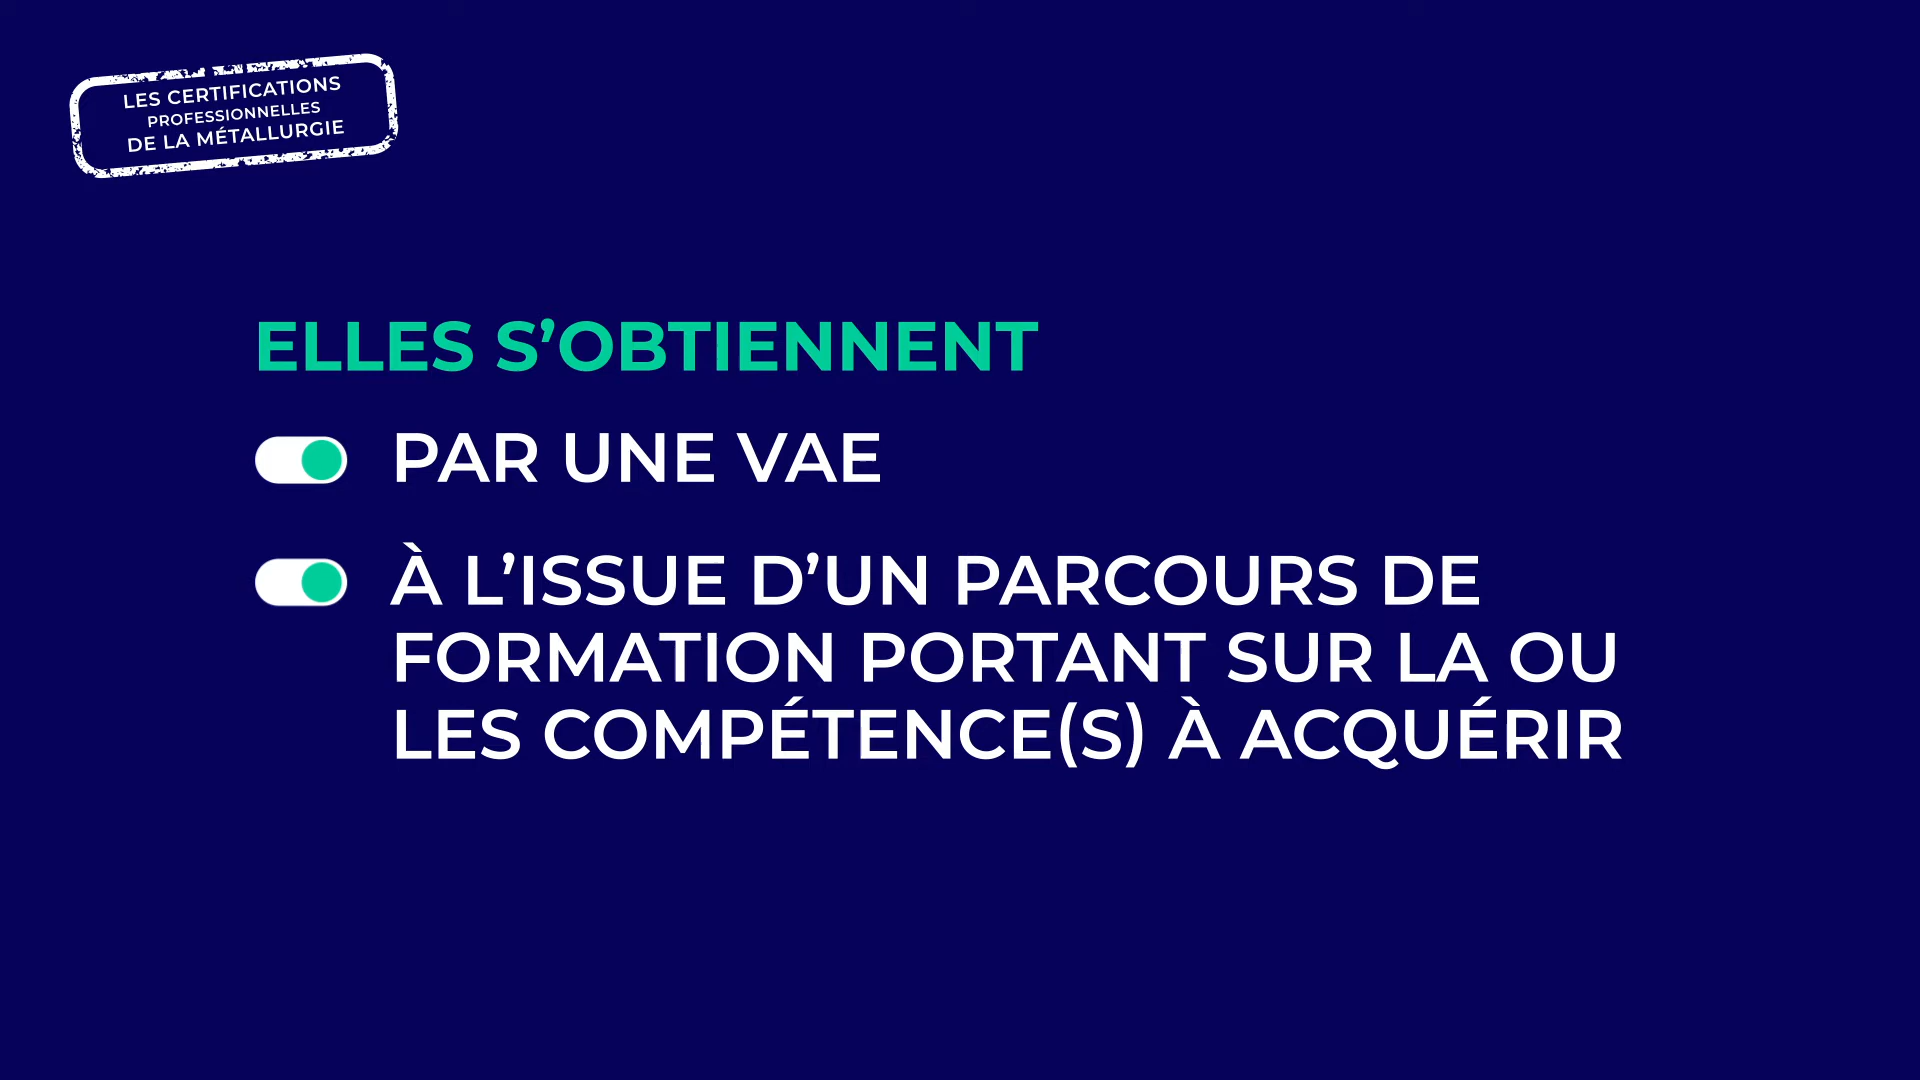 LES CERTIFICATIONS
PROFESSIONNELLES
DE LA MÉTALLURGIE
ELLES S’OBTIENNENT
PAR UNE VAE
À L’ISSUE D’UN PARCOURS DE
FORMATION PORTANT SUR LA OU
LES COMPÉTENCE(S) À ACQUÉRIR